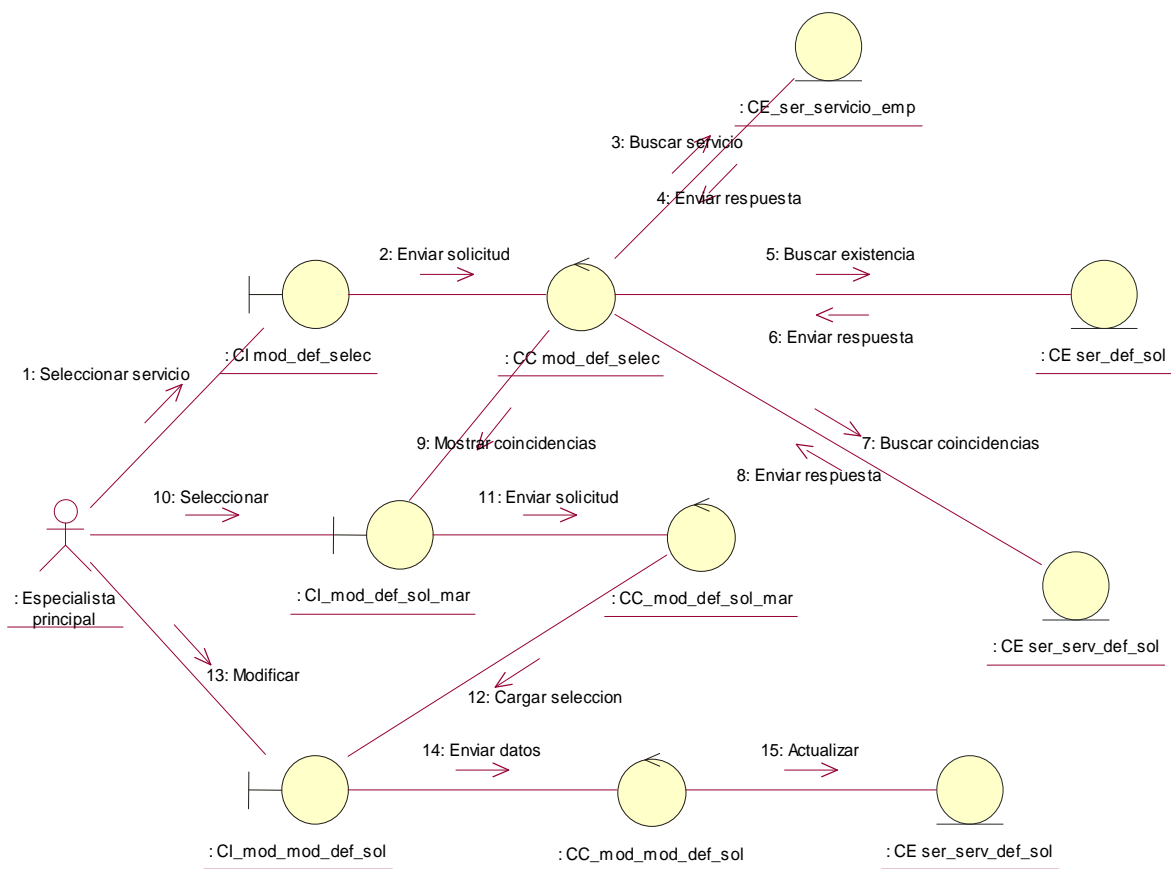 : CE_ser_servicio_emp
3: Buscar servicio
4: Enviar respuesta
2: Enviar solicitud
5: Buscar existencia
6: Enviar respuesta
: CI mod_def_selec
: CC mod_def_selec
: CE ser_def_sol
1: Seleccionar servicio
9: Mostrar coincidencias
7: Buscar coincidencias
8: Enviar respuesta
10: Seleccionar
11: Enviar solicitud
: Especialista
principal
: CI_mod_def_sol_mar
: CC_mod_def_sol_mar
: CE ser_serv_def_sol
13: Modificar
12: Cargar seleccion
14: Enviar datos
15: Actualizar
: CI_mod_mod_def_sol
: CC_mod_mod_def_sol
: CE ser_serv_def_sol